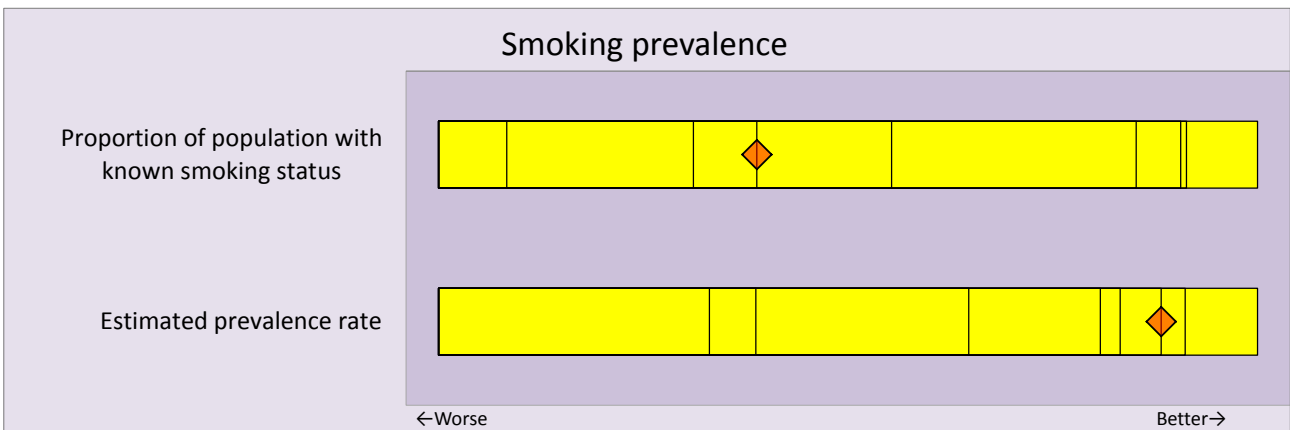 Smoking prevalence
Proportion of population with
known smoking status
Estimated prevalence rate
←Worse
Better→